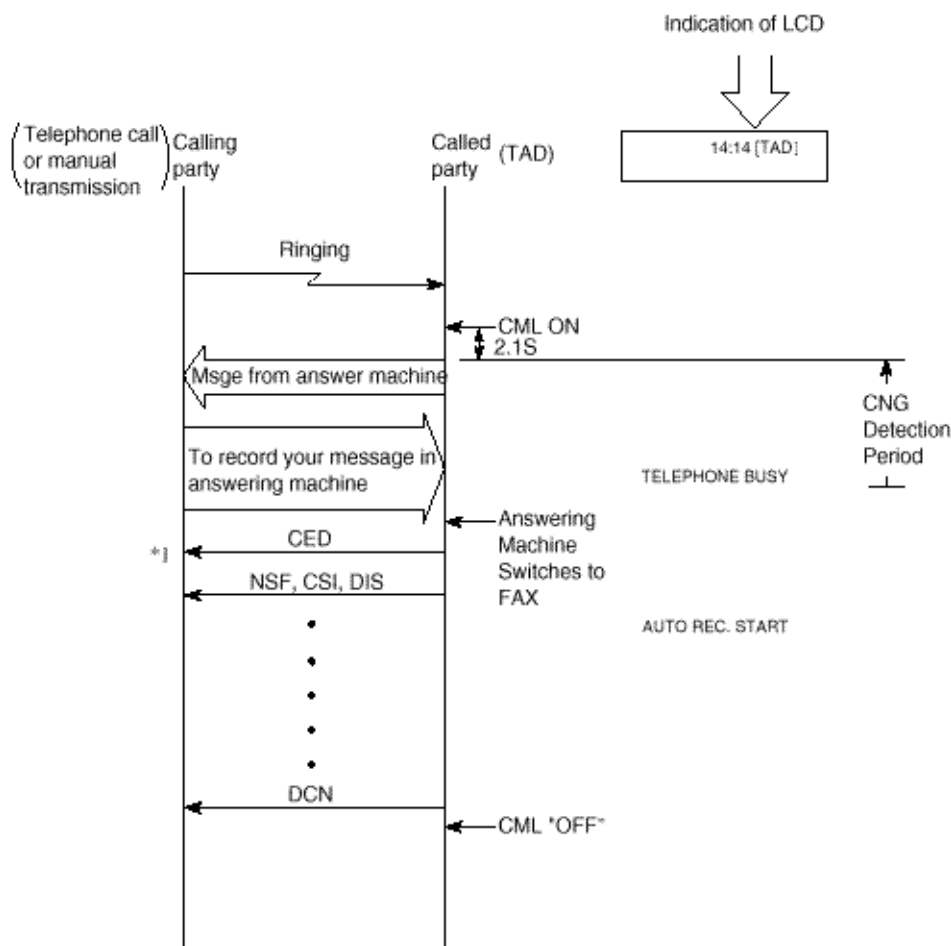 Indication of LCD
(Telephone call
or manual
transmission)
Calling
party
Called
party
(TAD)
14:14 [TAD]
Ringing
CML ON
2.1S
Msge from answer machine
CNG
Detection
Period
To record your message in
answering machine
TELEPHONE BUSY
Answering
Machine
Switches to
FAX
*1
CED
NSF, CSI, DIS
AUTO REC. START
DCN
CML "OFF"